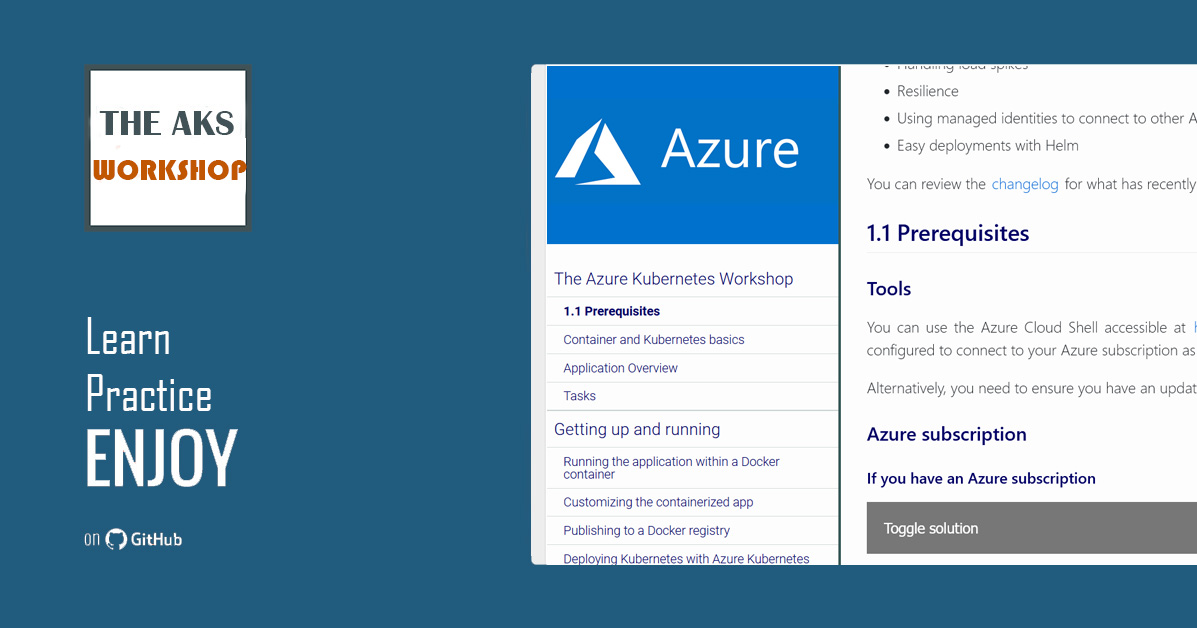 THE AKS
WORKSHOP
Learn
Practice
ENJOY
on GitHub
Azure
The Azure Kubernetes Workshop
1.1 Prerequisites
Container and Kubernetes basics
Application Overview
Tasks
Getting up and running
Running the application within a Docker
container
Customizing the containerized app
Publishing to a Docker registry
Deploying Kubernetes with Azure Kubernetes
Handling load spikes
Resilience
Using managed identities to connect to other A
Easy deployments with Helm
You can review the changelog for what has recently
1.1 Prerequisites
Tools
You can use the Azure Cloud Shell accessible at h
configured to connect to your Azure subscription as
Alternatively, you need to ensure you have an updat
Azure subscription
If you have an Azure subscription
Toggle solution